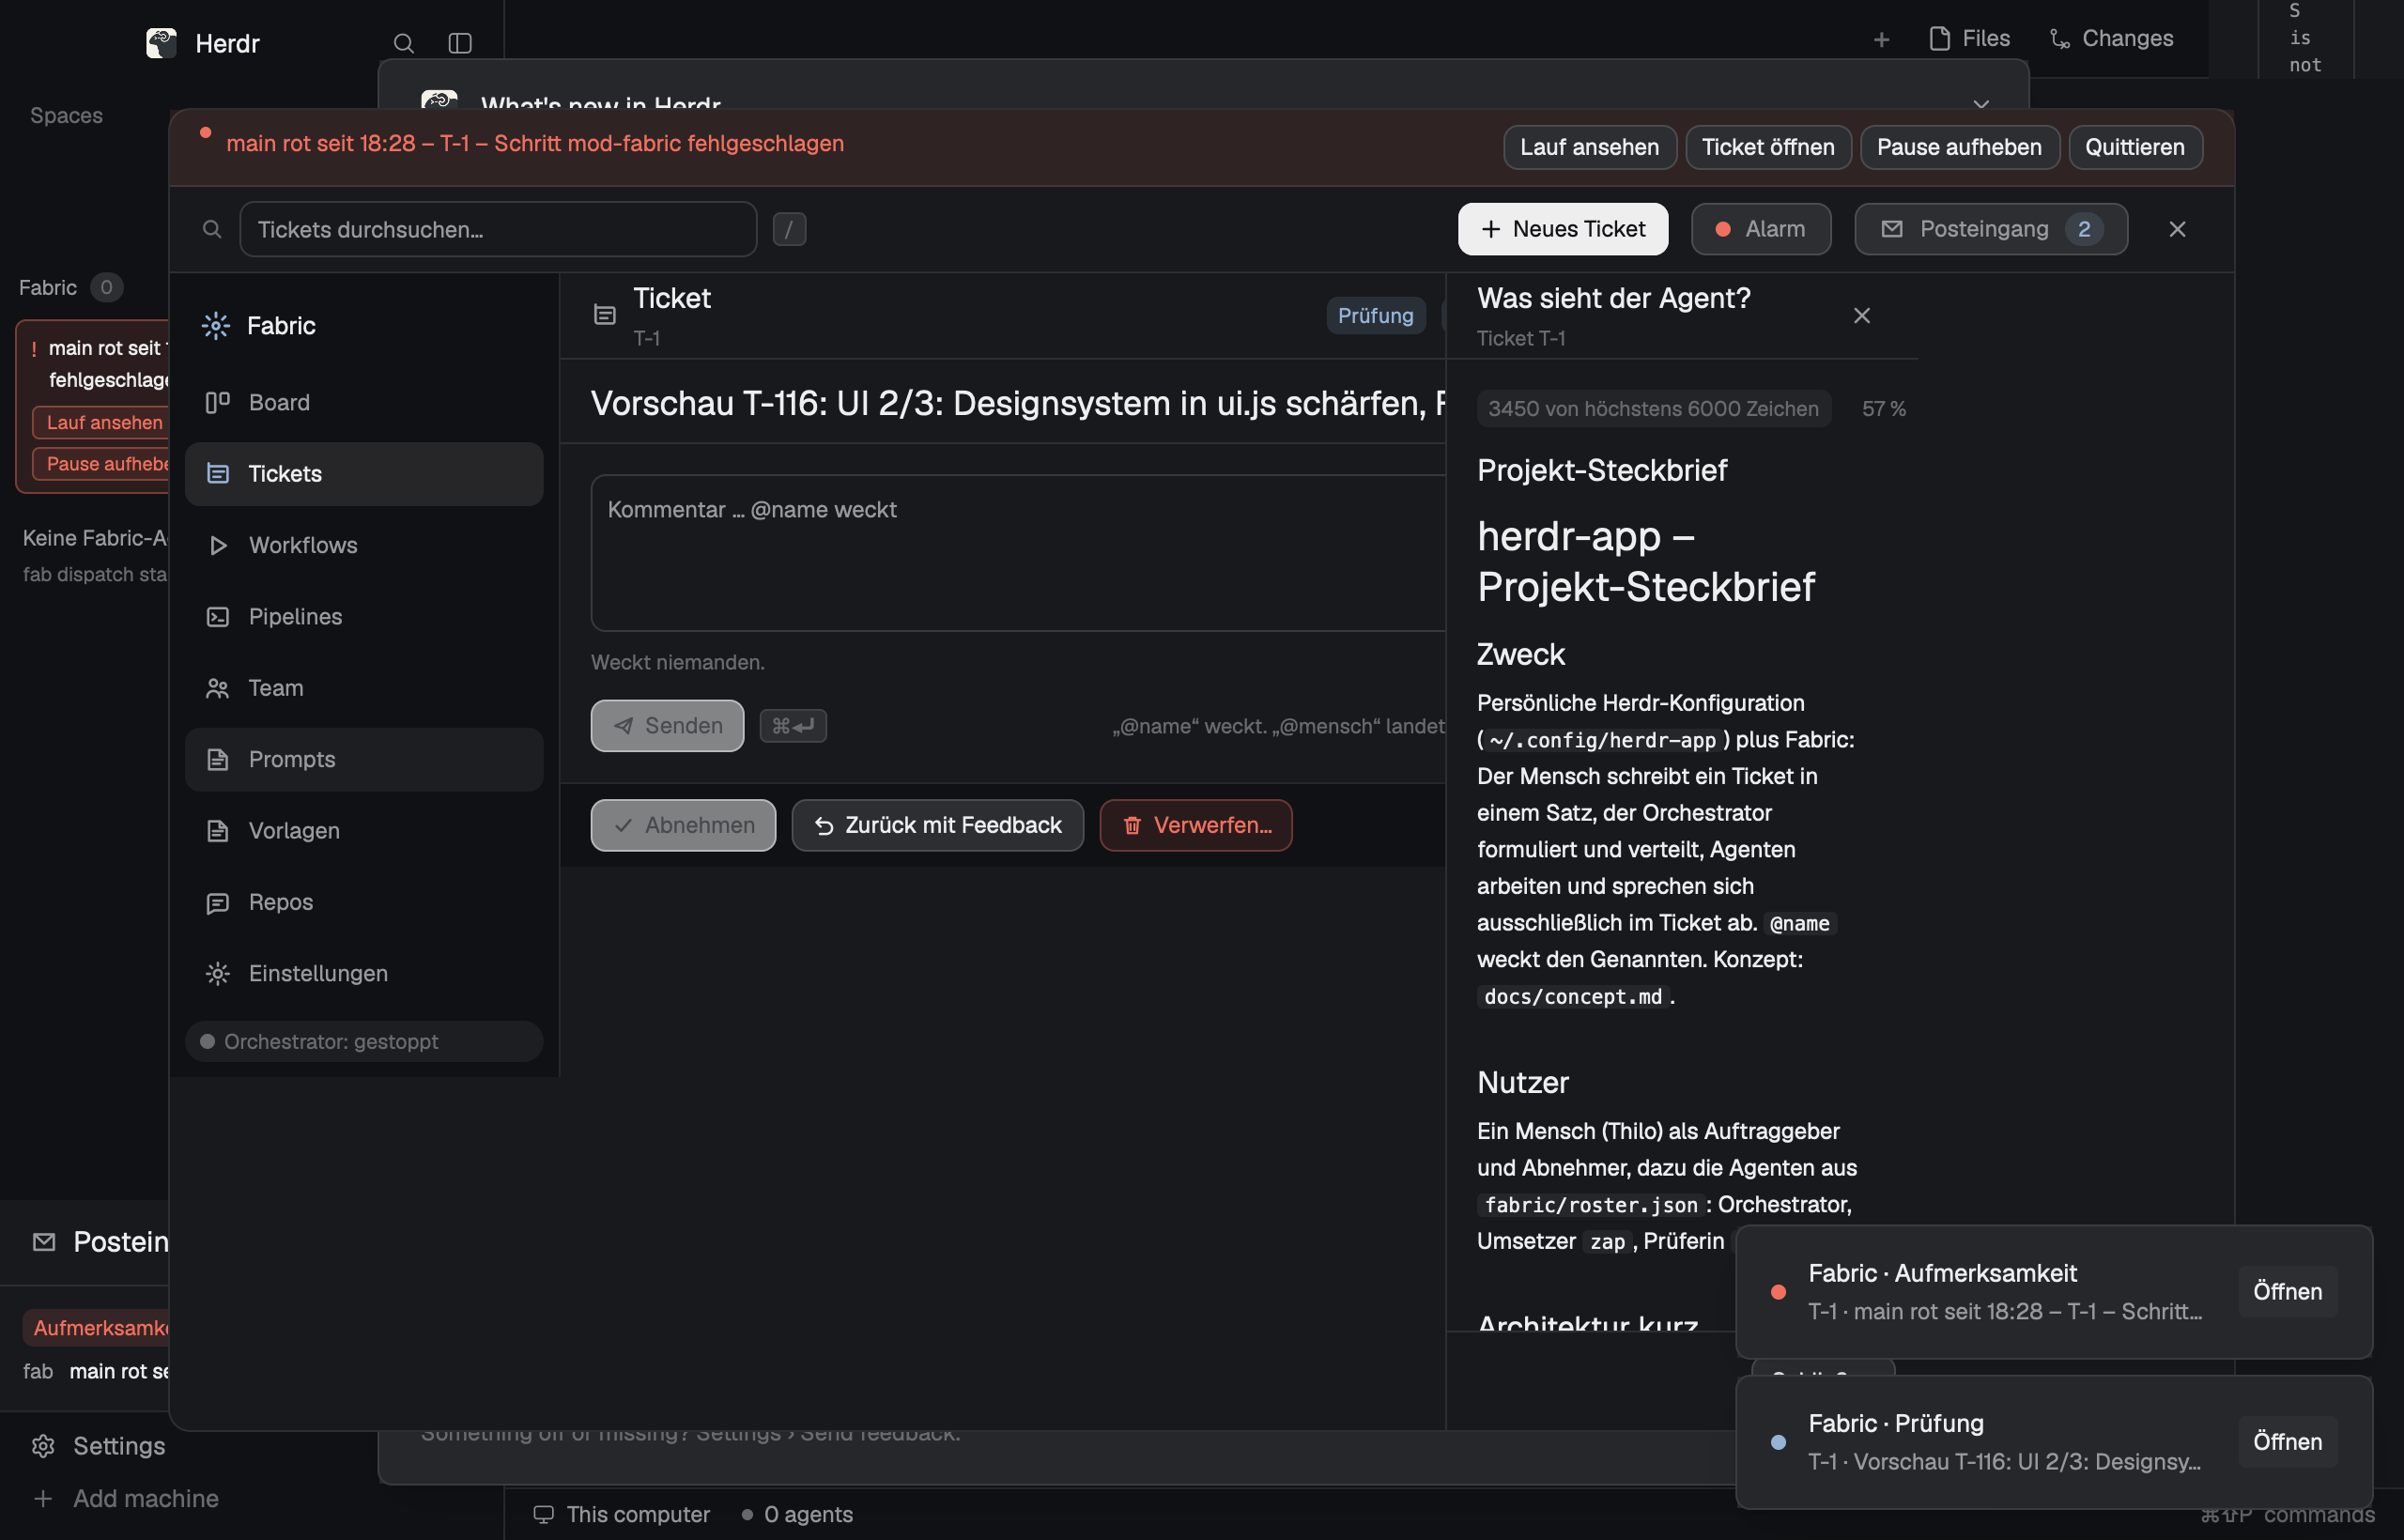 Herdr
Files
Changes
S
is
not
Spaces
What's new in Herdr
main rot seit 18:28 – T-1 – Schritt mod-fabric fehlgeschlagen
Lauf ansehen
Ticket öffnen
Pause aufheben
Quittieren
Tickets durchsuchen…
/
Neues Ticket
Alarm
Posteingang 2
Fabric 0
! main rot seit
fehlgeschlage
Lauf ansehen
Pause aufhebe
Keine Fabric-A
fab dispatch sta
Fabric
Board
Tickets
Workflows
Pipelines
Team
Prompts
Vorlagen
Repos
Einstellungen
Orchestrator: gestoppt
Ticket
T-1
Prüfung
Vorschau T-116: UI 2/3: Designsystem in ui.js schärfen, F
Kommentar … @name weckt
Weckt niemanden.
Senden
⌘↵
„@name“ weckt. „@mensch“ landet
Abnehmen
Zurück mit Feedback
Verwerfen…
Was sieht der Agent?
Ticket T-1
3450 von höchstens 6000 Zeichen
57 %
Projekt-Steckbrief
herdr-app –
Projekt-Steckbrief
Zweck
Persönliche Herdr-Konfiguration
(~/.config/herdr-app) plus Fabric:
Der Mensch schreibt ein Ticket in
einem Satz, der Orchestrator
formuliert und verteilt, Agenten
arbeiten und sprechen sich
ausschließlich im Ticket ab. @name
weckt den Genannten. Konzept:
docs/concept.md.
Nutzer
Ein Mensch (Thilo) als Auftraggeber
und Abnehmer, dazu die Agenten aus
fabric/roster.json: Orchestrator,
Umsetzer zap, Prüferin
Architektur kurz
Postein
Aufmerksamke
fab main rot se
Settings
Add machine
Something off or missing? Settings › Send feedback.
Fabric · Aufmerksamkeit
T-1 · main rot seit 18:28 – T-1 – Schritt…
Öffnen
Fabric · Prüfung
T-1 · Vorschau T-116: UI 2/3: Designsy…
Öffnen
This computer
0 agents
⌘⇧P commands